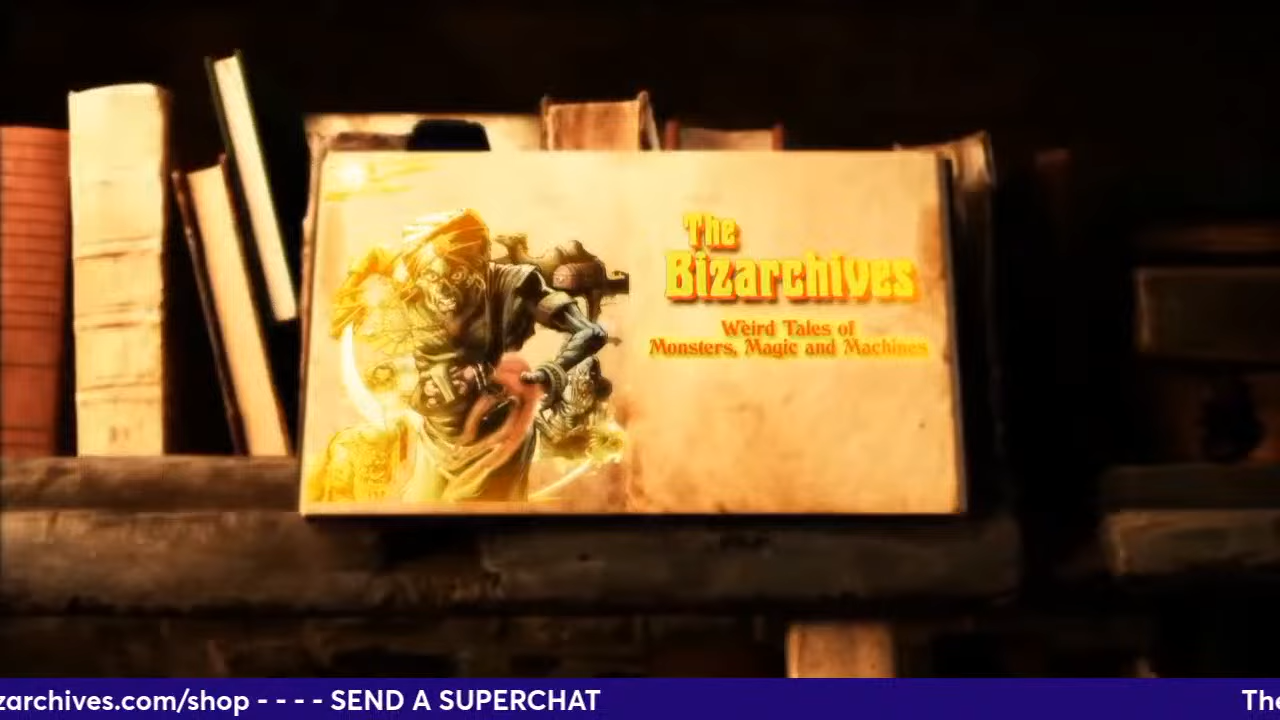 The
Bizarchives
Weird Tales of
Monsters, Magic and Machines
zarchives.com/shop - - - - SEND A SUPERCHAT
The